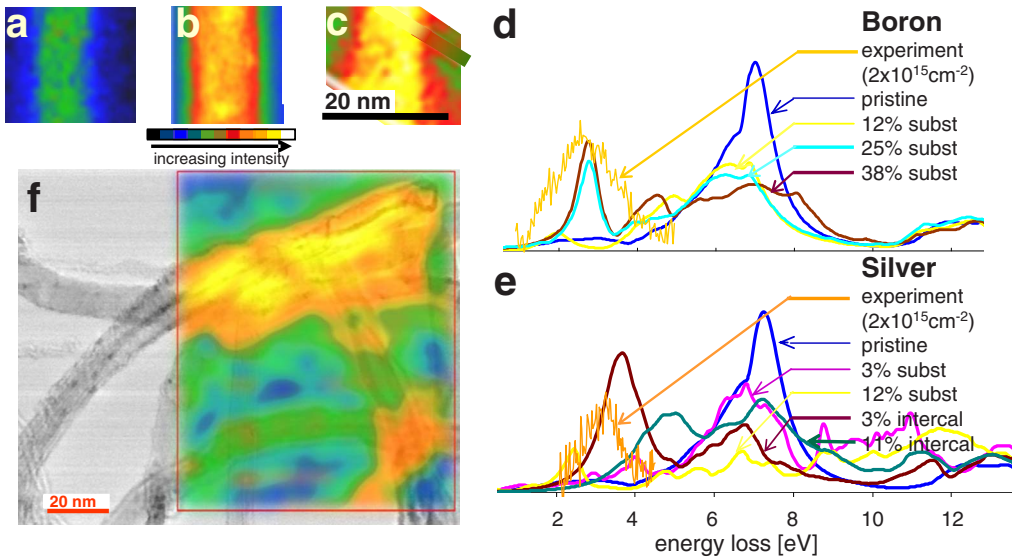 a
b
c
20 nm
increasing intensity
f
20 nm
d
Boron
experiment
(2x10¹⁵cm⁻²)
pristine
12% subst
25% subst
38% subst
e
Silver
experiment
(2x10¹⁵cm⁻²)
pristine
3% subst
12% subst
3% intercal
11% intercal
2 4 6 8 10 12
energy loss [eV]